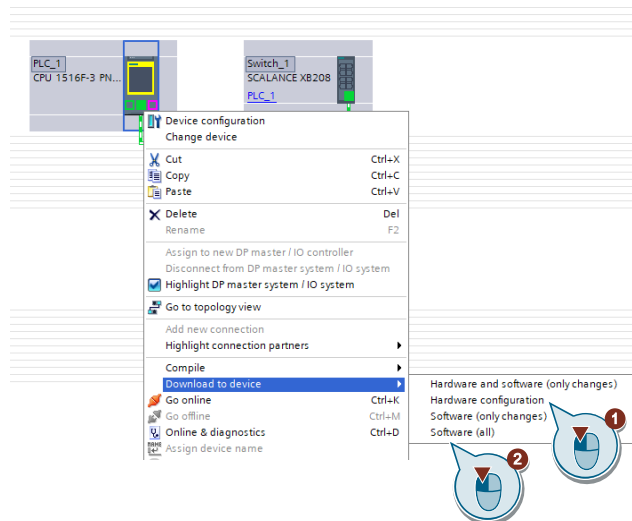 PLC_1
CPU 1516F-3 PN...
Switch_1
SCALANCE XB208
PLC_1
Device configuration
Change device
Cut Ctrl+X
Copy Ctrl+C
Paste Ctrl+V
Delete Del
Rename F2
Assign to new DP master / IO controller
Disconnect from DP master system / IO system
Highlight DP master system / IO system
Go to topology view
Add new connection
Highlight connection partners
Compile
Download to device
Go online Ctrl+K
Go offline Ctrl+M
Online & diagnostics Ctrl+D
NAME Assign device name
Hardware and software (only changes)
Hardware configuration
Software (only changes)
Software (all)
1
2